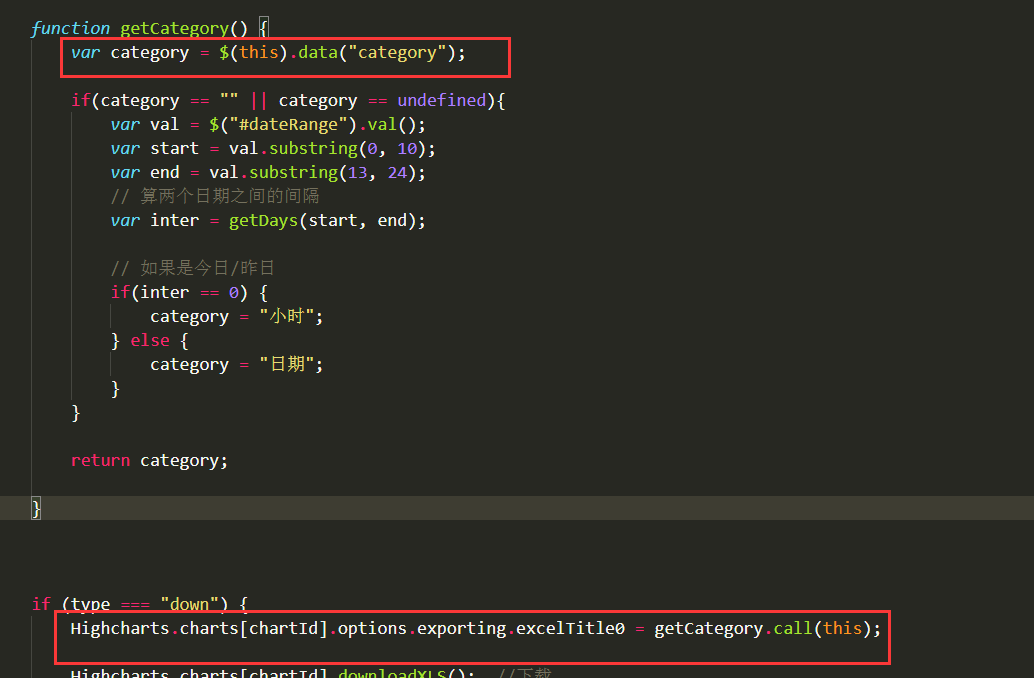 function getCategory() {
var category = $(this).data("category");
if(category == "" || category == undefined){
var val = $("#dateRange").val();
var start = val.substring(0, 10);
var end = val.substring(13, 24);
// 算两个日期之间的间隔
var inter = getDays(start, end);
// 如果是今日/昨日
if(inter == 0) {
category = "小时";
} else {
category = "日期";
}
}
return category;
}
if (type === "down") {
Highcharts.charts[chartId].options.exporting.excelTitle0 = getCategory.call(this);
Highcharts.charts[chartId].downloadXLS(); //下载